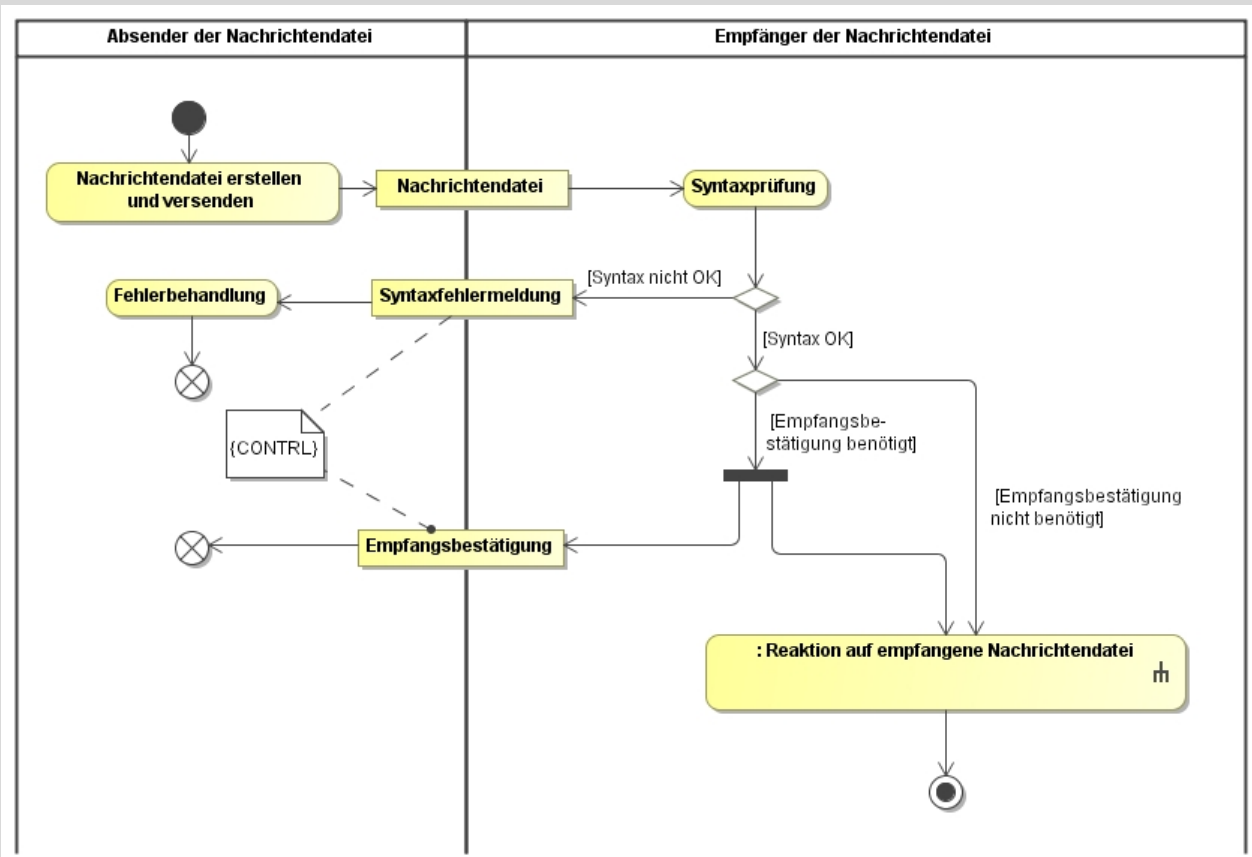 Absender der Nachrichtendatei
Empfänger der Nachrichtendatei
Nachrichtendatei erstellen
und versenden
Nachrichtendatei
Syntaxprüfung
[Syntax nicht OK]
Fehlerbehandlung
Syntaxfehlermeldung
[Syntax OK]
[Empfangsbe-
stätigung benötigt]
{CONTRL}
[Empfangsbestätigung
nicht benötigt]
Empfangsbestätigung
: Reaktion auf empfangene Nachrichtendatei